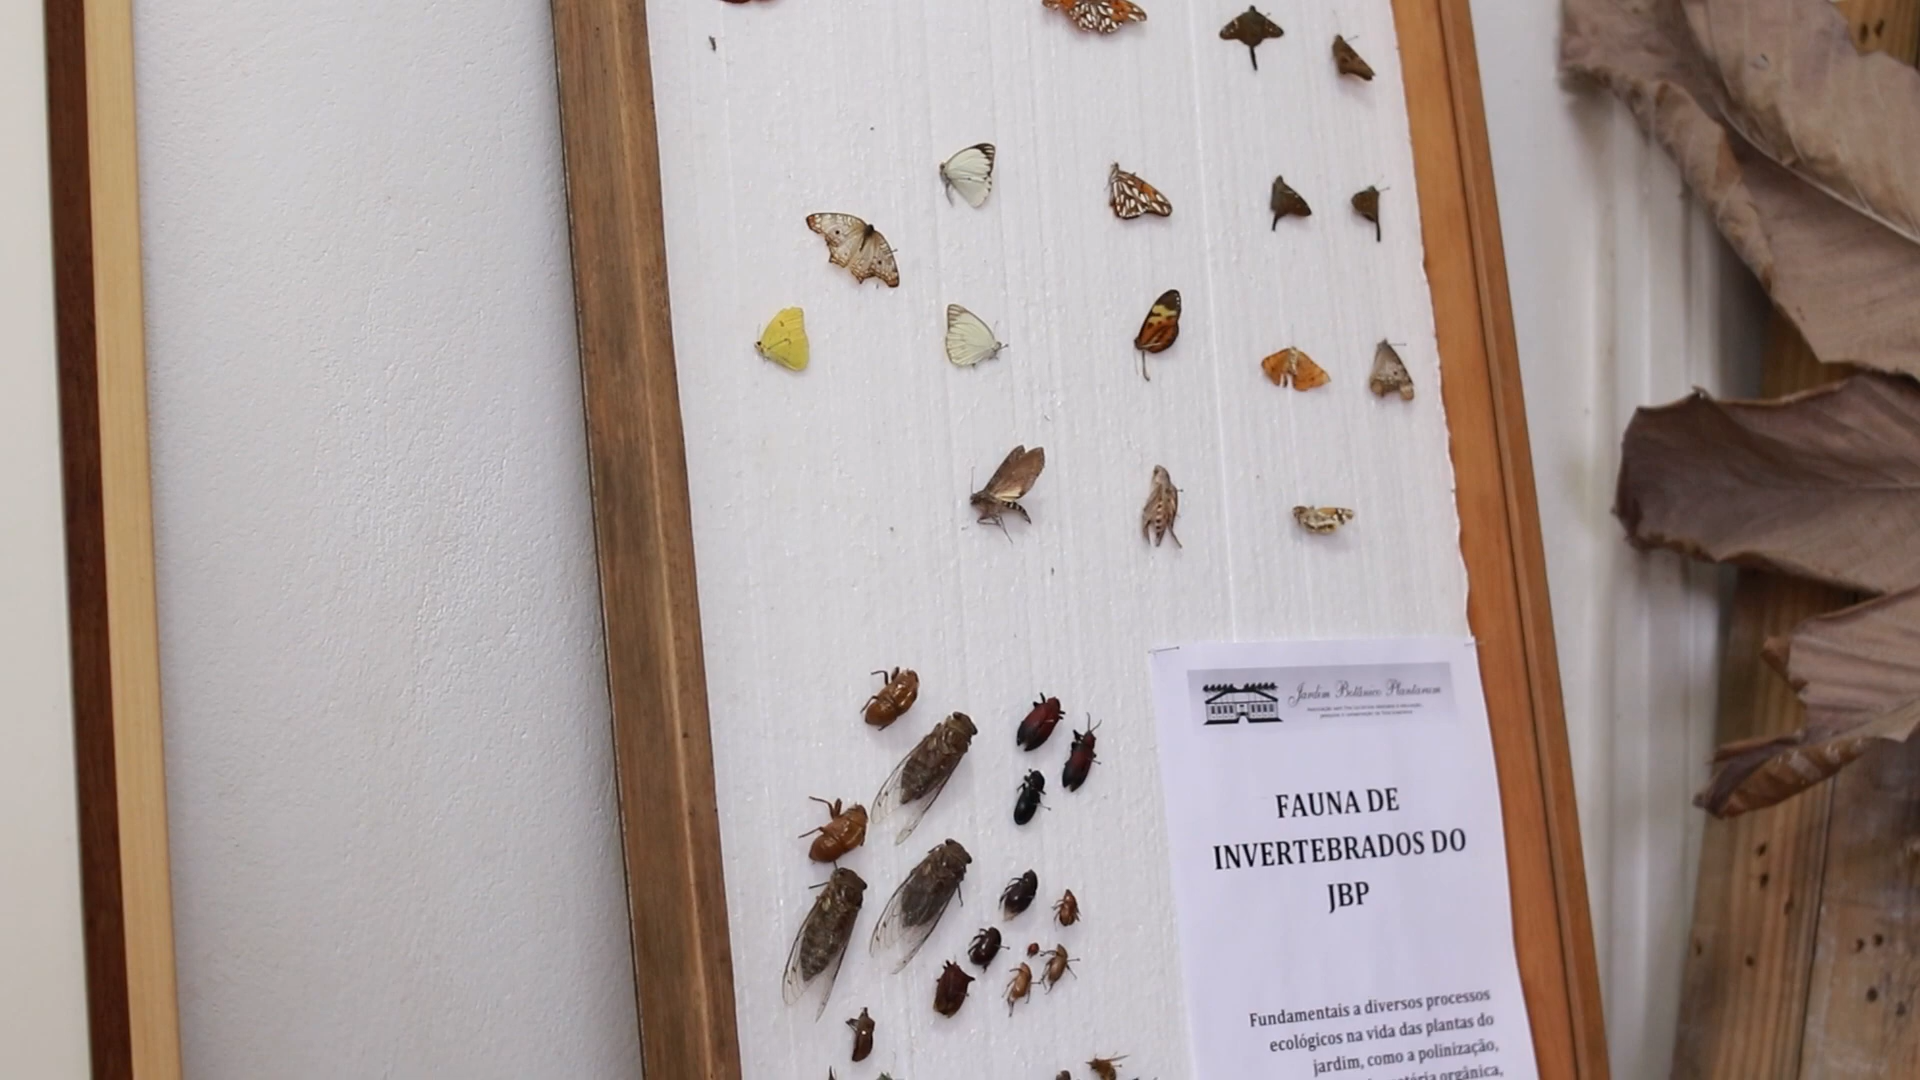 Jardim Botânico Plantarum
FAUNA DE
INVERTEBRADOS DO
JBP
Fundamentais a diversos processos
ecológicos na vida das plantas do
jardim, como a polinização,
orgânica,